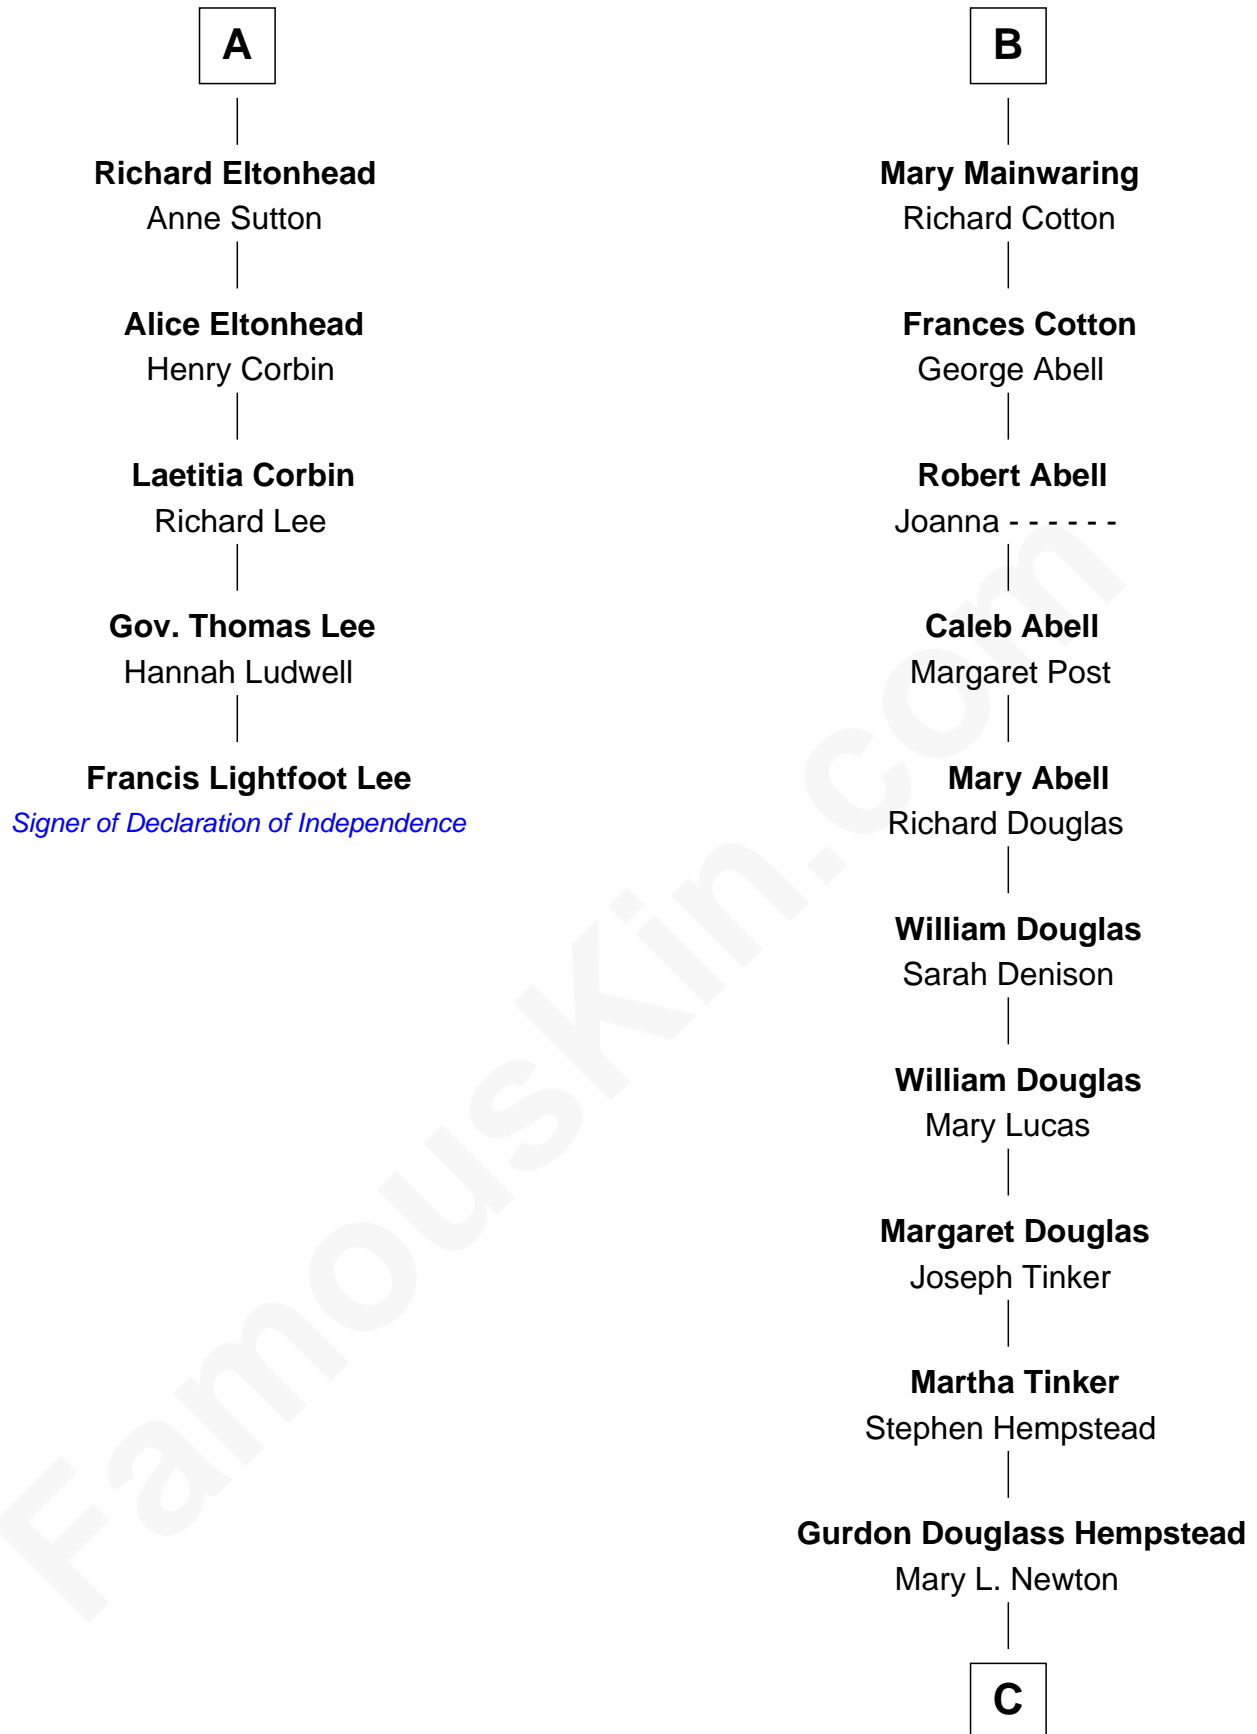 A
Richard Eltonhead
Anne Sutton
Alice Eltonhead
Henry Corbin
Laetitia Corbin
Richard Lee
Gov. Thomas Lee
Hannah Ludwell
Francis Lightfoot Lee
Signer of Declaration of Independence
B
Mary Mainwaring
Richard Cotton
Frances Cotton
George Abell
Robert Abell
Joanna - - - - - -
Caleb Abell
Margaret Post
Mary Abell
Richard Douglas
William Douglas
Sarah Denison
William Douglas
Mary Lucas
Margaret Douglas
Joseph Tinker
Martha Tinker
Stephen Hempstead
Gurdon Douglass Hempstead
Mary L. Newton
C
FamousKin.com